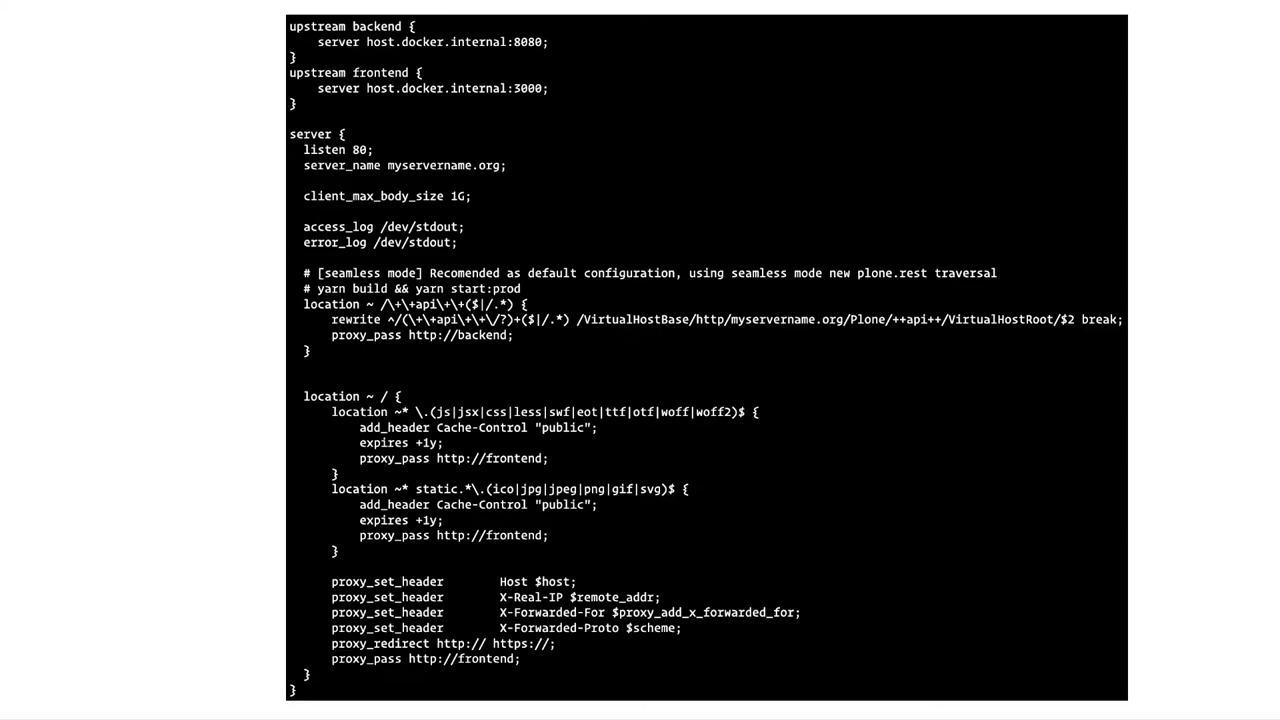 upstream backend {
    server host.docker.internal:8080;
}
upstream frontend {
    server host.docker.internal:3000;
}

server {
  listen 80;
  server_name myservername.org;

  client_max_body_size 1G;

  access_log /dev/stdout;
  error_log /dev/stdout;

  # [seamless mode] Recomended as default configuration, using seamless mode new plone.rest traversal
  # yarn build && yarn start:prod
  location ~ /\+\+api\+\+($|/.*) {
      rewrite ^/(\+\+api\+\+\/?)+($|/.*) /VirtualHostBase/http/myservername.org/Plone/++api++/VirtualHostRoot/$2 break;
      proxy_pass http://backend;
  }


  location ~ / {
      location ~* \.(js|jsx|css|less|swf|eot|ttf|otf|woff|woff2)$ {
          add_header Cache-Control "public";
          expires +1y;
          proxy_pass http://frontend;
      }
      location ~* static.*\.(ico|jpg|jpeg|png|gif|svg)$ {
          add_header Cache-Control "public";
          expires +1y;
          proxy_pass http://frontend;
      }

      proxy_set_header        Host $host;
      proxy_set_header        X-Real-IP $remote_addr;
      proxy_set_header        X-Forwarded-For $proxy_add_x_forwarded_for;
      proxy_set_header        X-Forwarded-Proto $scheme;
      proxy_redirect http:// https://;
      proxy_pass http://frontend;
  }
}